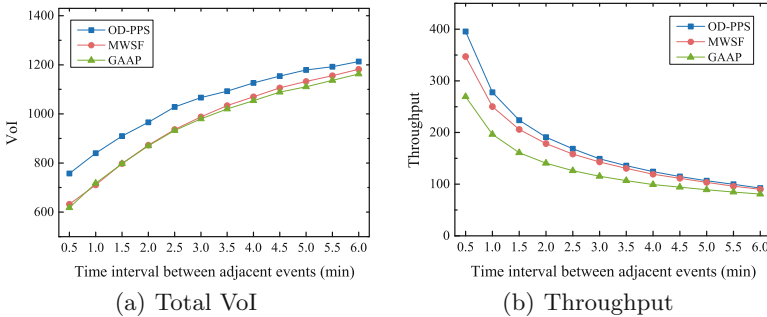 1400
1200
1000
800
600
VoI
OD-PPS
MWSF
GAAP
0.5 1.0 1.5 2.0 2.5 3.0 3.5 4.0 4.5 5.0 5.5 6.0
Time interval between adjacent events (min)
(a) Total VoI
400
300
200
100
0
Throughput
OD-PPS
MWSF
GAAP
0.5 1.0 1.5 2.0 2.5 3.0 3.5 4.0 4.5 5.0 5.5 6.0
Time interval between adjacent events (min)
(b) Throughput